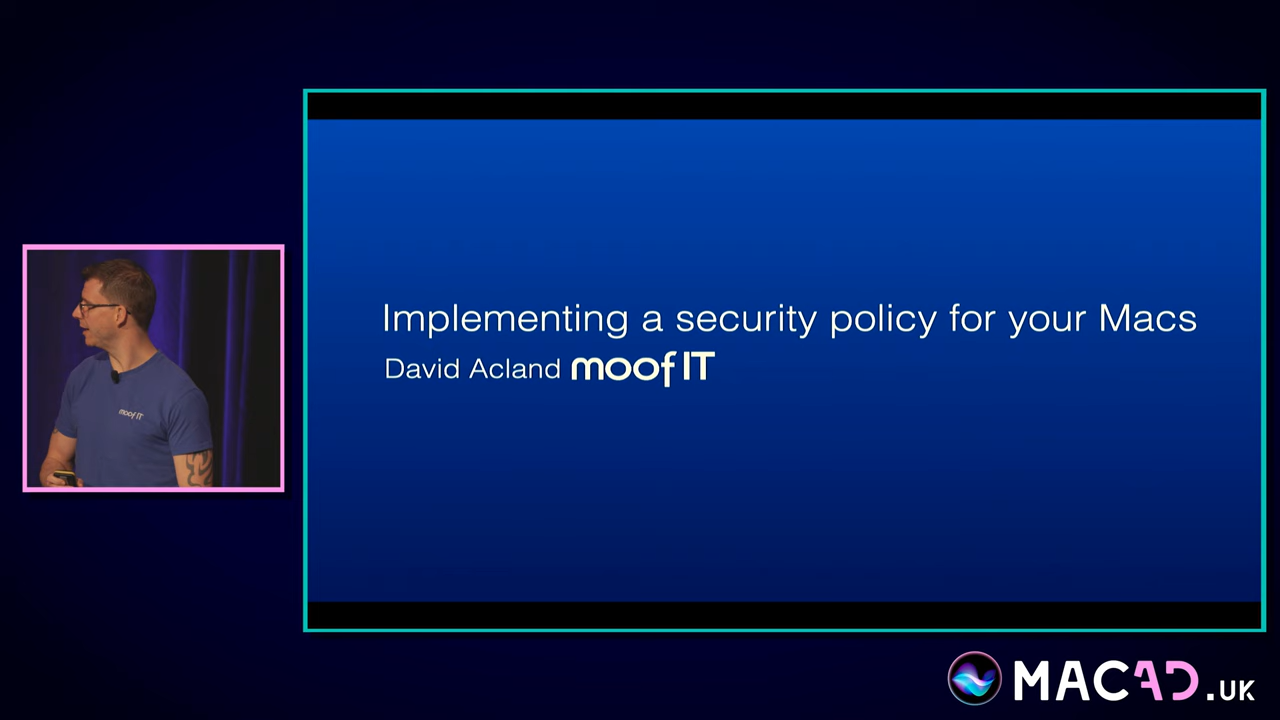 Implementing a security policy for your Macs
David Acland moof IT
moof IT
MACAD.UK